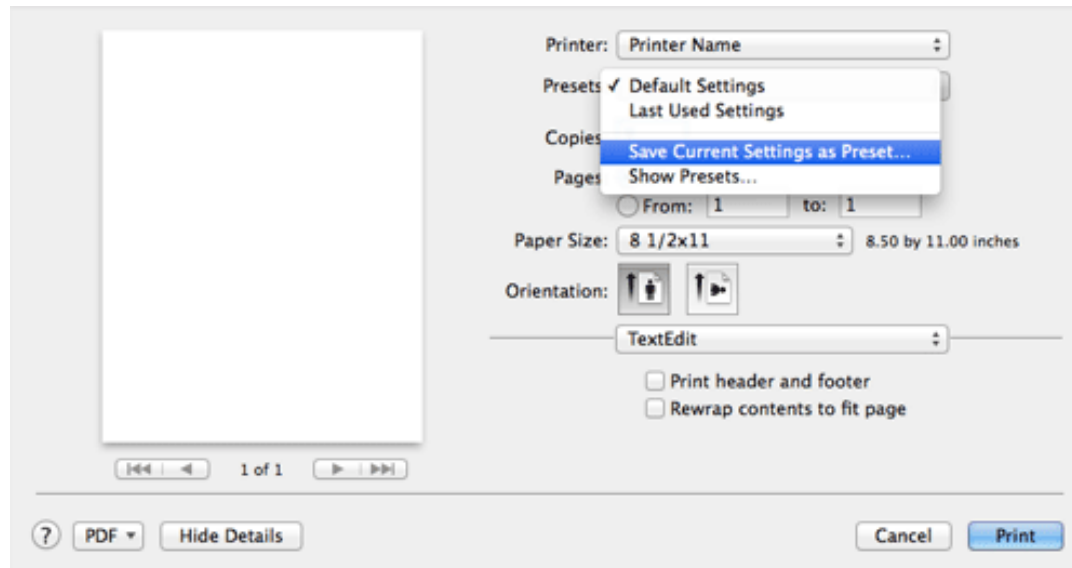 Printer: Printer Name
Presets ✓ Default Settings
Last Used Settings
Copies
Save Current Settings as Preset...
Pages Show Presets...
From: 1 to: 1
Paper Size: 8 1/2x11 8.50 by 11.00 inches
Orientation:
TextEdit
Print header and footer
Rewrap contents to fit page
1 of 1
? PDF Hide Details Cancel Print